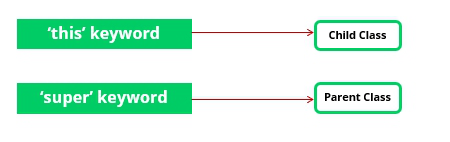 ‘this‘ keyword
Child Class
‘super’ keyword
Parent Class